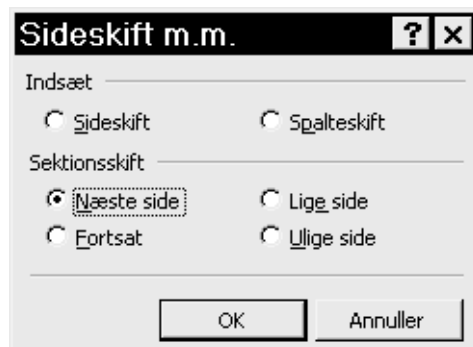 Sideskift m.m. ? ×
Indsæt
Sideskift Spalteskift
Sektionsskift
Næste side Lige side
Fortsat Ulige side
OK Annuller